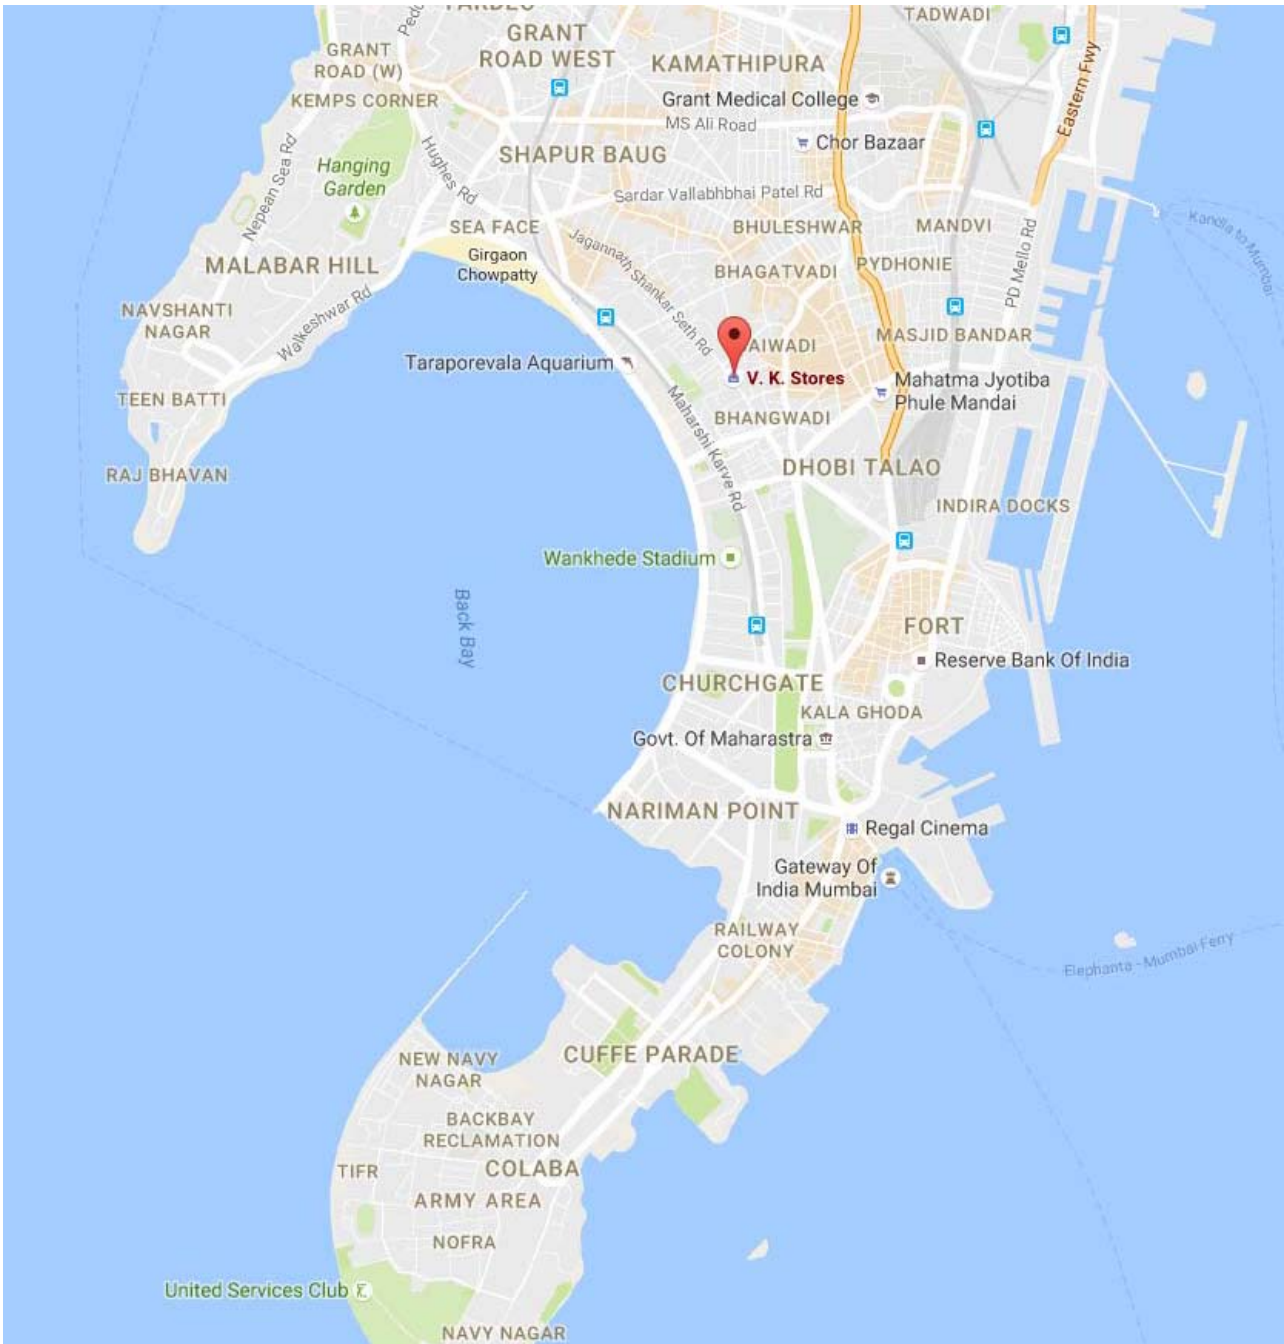 TARDEO
TADWADI
GRANT
ROAD WEST
Pedd
GRANT
ROAD (W)
KAMATHIPURA
Eastern Fwy
KEMPS CORNER
Grant Medical College
MS Ali Road
Chor Bazaar
Hughes Rd
SHAPUR BAUG
Hanging
Garden
Nepean Sea Rd
Sardar Vallabhbhai Patel Rd
SEA FACE
BHULESHWAR
MANDVI
Kandla to Mumbai
Girgaon
Chowpatty
Jagannath Shankar Seth Rd
MALABAR HILL
BHAGATVADI
PYDHONIE
PD Mello Rd
NAVSHANTI
NAGAR
Walkeshwar Rd
MASJID BANDAR
AIWADI
Taraporevala Aquarium
V. K. Stores
Mahatma Jyotiba
Phule Mandai
TEEN BATTI
Maharshi Karve Rd
BHANGWADI
RAJ BHAVAN
DHOBI TALAO
INDIRA DOCKS
Wankhede Stadium
Back Bay
FORT
Reserve Bank Of India
CHURCHGATE
KALA GHODA
Govt. Of Maharastra
NARIMAN POINT
Regal Cinema
Gateway Of
India Mumbai
RAILWAY
COLONY
Elephanta - Mumbai Ferry
CUFFE PARADE
NEW NAVY
NAGAR
BACKBAY
RECLAMATION
TIFR
COLABA
ARMY AREA
NOFRA
United Services Club
NAVY NAGAR